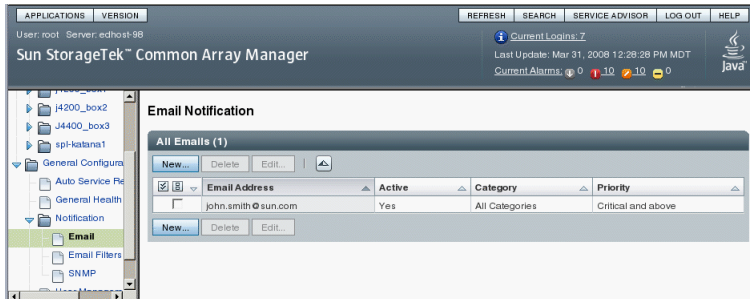 APPLICATIONS VERSION REFRESH SEARCH SERVICE ADVISOR LOG OUT HELP
User: root Server: edhost-98
Sun StorageTek™ Common Array Manager
Current Logins: 7
Last Update: Mar 31, 2008 12:28:28 PM MDT
Current Alarms: 0 10 10 0
Java™
j4200_box2
J4400_box3
spl-katana1
General Configura
Auto Service Re
General Health
Notification
Email
Email Filters
SNMP
Email Notification
All Emails (1)
New... Delete Edit...
Email Address Active Category Priority
john.smith@sun.com Yes All Categories Critical and above
New... Delete Edit...